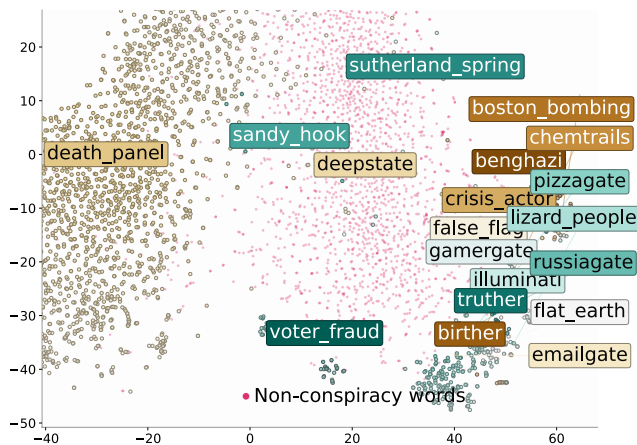 20
10
0
−10
−20
−30
−40
−50
sutherland_spring
boston_bombing
sandy_hook
chemtrails
death_panel
deepstate
benghazi
pizzagate
crisis_actor
lizard_people
false_flag
gamergate
russiagate
illuminati
truther
flat_earth
voter_fraud
birther
emailgate
Non-conspiracy words
−40 −20 0 20 40 60